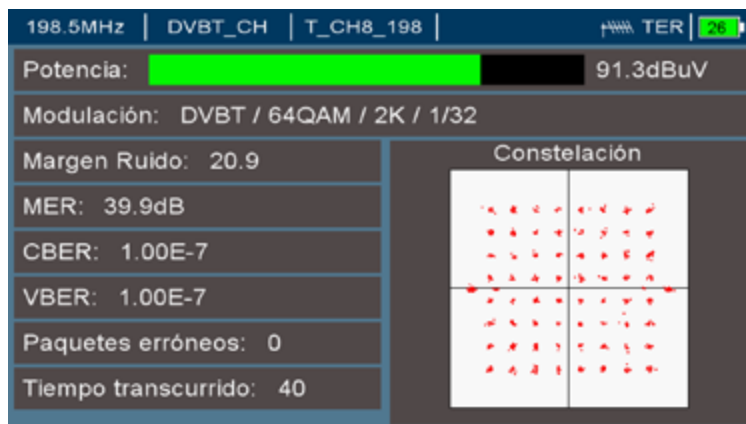 198.5MHz DVBT_CH T_CH8_198 TER 26
Potencia: 91.3dBuV
Modulación: DVBT / 64QAM / 2K / 1/32
Margen Ruido: 20.9
Constelación
MER: 39.9dB
CBER: 1.00E-7
VBER: 1.00E-7
Paquetes erróneos: 0
Tiempo transcurrido: 40